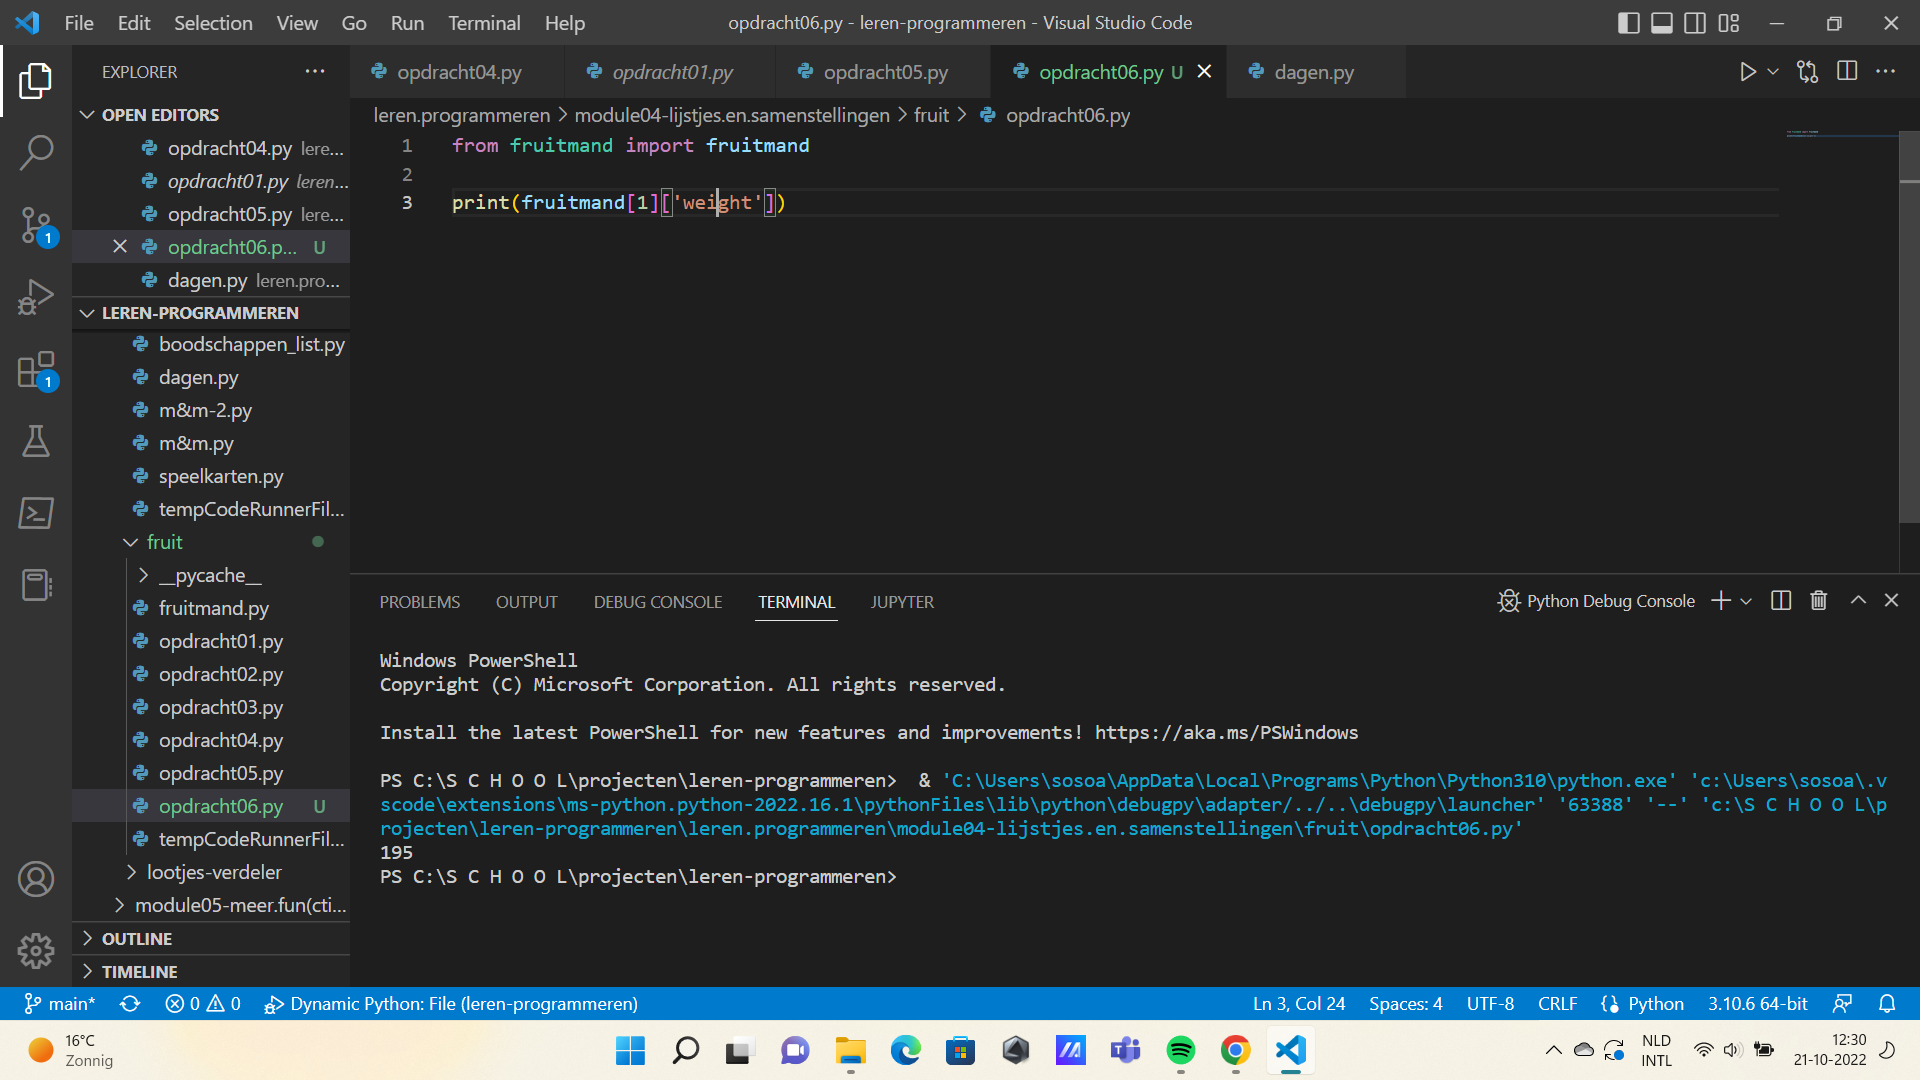 File Edit Selection View Go Run Terminal Help
opdracht06.py - leren-programmeren - Visual Studio Code
EXPLORER
OPEN EDITORS
opdracht04.py lere...
opdracht01.py leren...
opdracht05.py lere...
opdracht06.p... U
dagen.py leren.pro...
LEREN-PROGRAMMEREN
boodschappen_list.py
dagen.py
m&m-2.py
m&m.py
speelkarten.py
tempCodeRunnerFil...
fruit
__pycache__
fruitmand.py
opdracht01.py
opdracht02.py
opdracht03.py
opdracht04.py
opdracht05.py
opdracht06.py U
tempCodeRunnerFil...
lootjes-verdeler
module05-meer.fun(cti...
OUTLINE
TIMELINE
1
1
opdracht04.py opdracht01.py opdracht05.py opdracht06.py U dagen.py
leren.programmeren > module04-lijstjes.en.samenstellingen > fruit > opdracht06.py
1 from fruitmand import fruitmand
2
3 print(fruitmand[1]['weight'])
PROBLEMS OUTPUT DEBUG CONSOLE TERMINAL JUPYTER
Python Debug Console
Windows PowerShell
Copyright (C) Microsoft Corporation. All rights reserved.
Install the latest PowerShell for new features and improvements! https://aka.ms/PSWindows
PS C:\S C H O O L\projecten\leren-programmeren>  & 'C:\Users\sosoa\AppData\Local\Programs\Python\Python310\python.exe' 'c:\Users\sosoa\.v
scode\extensions\ms-python.python-2022.16.1\pythonFiles\lib\python\debugpy\adapter/../..\debugpy\launcher' '63388' '--' 'c:\S C H O O L\p
rojecten\leren-programmeren\leren.programmeren\module04-lijstjes.en.samenstellingen\fruit\opdracht06.py'
195
PS C:\S C H O O L\projecten\leren-programmeren>
main* 0 0 Dynamic Python: File (leren-programmeren)
Ln 3, Col 24 Spaces: 4 UTF-8 CRLF Python 3.10.6 64-bit
16°C
Zonnig
NLD
INTL
12:30
21-10-2022